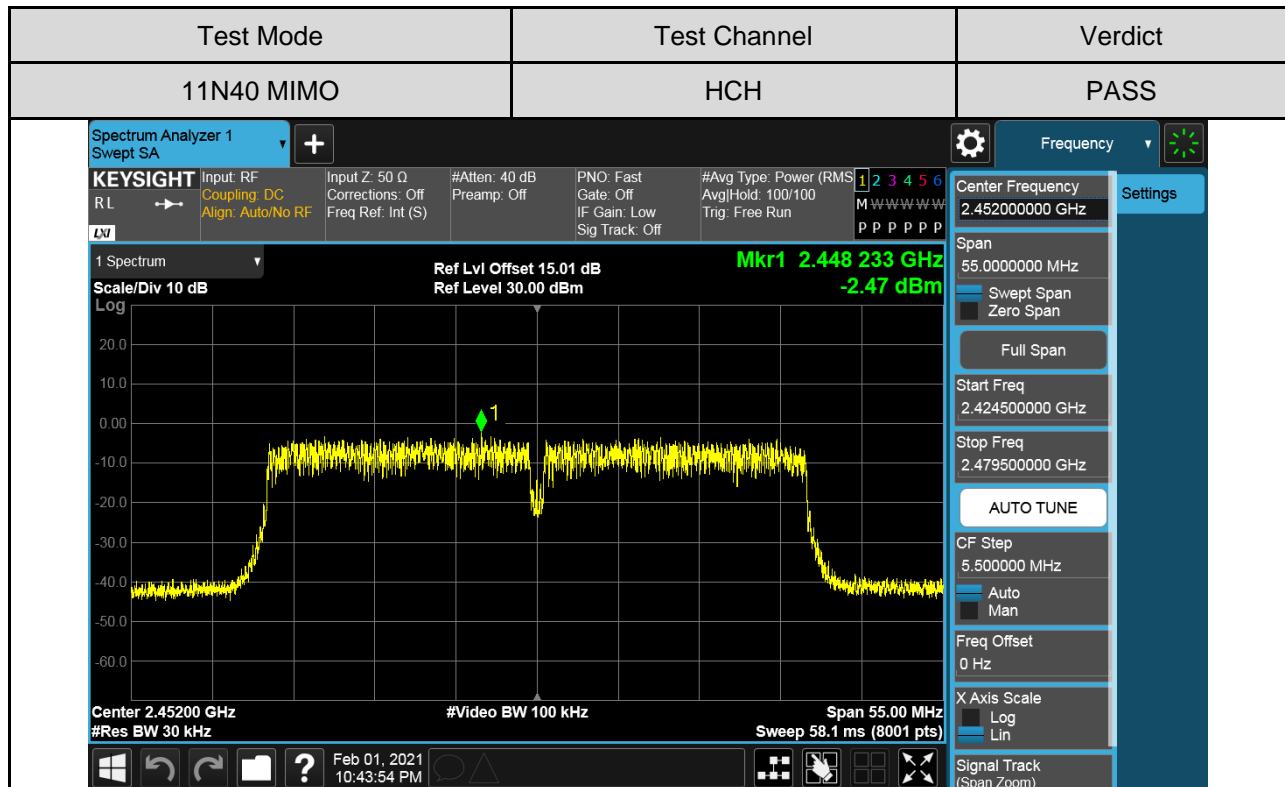 Test Mode Test Channel Verdict
11N40 MIMO HCH PASS
Spectrum Analyzer 1
Swept SA
+
Frequency
KEYSIGHT
RL
LXI
Input: RF
Coupling: DC
Align: Auto/No RF
Input Z: 50 Ω
Corrections: Off
Freq Ref: Int (S)
#Atten: 40 dB
Preamp: Off
PNO: Fast
Gate: Off
IF Gain: Low
Sig Track: Off
#Avg Type: Power (RMS
Avg|Hold: 100/100
Trig: Free Run
1 2 3 4 5 6
M W W W W W
P P P P P P
1 Spectrum
Scale/Div 10 dB
Log
Ref Lvl Offset 15.01 dB
Ref Level 30.00 dBm
Mkr1 2.448 233 GHz
-2.47 dBm
20.0
10.0
0.00
-10.0
-20.0
-30.0
-40.0
-50.0
-60.0
1
Center 2.45200 GHz
#Res BW 30 kHz
#Video BW 100 kHz
Span 55.00 MHz
Sweep 58.1 ms (8001 pts)
Center Frequency
2.452000000 GHz
Settings
Span
55.0000000 MHz
Swept Span
Zero Span
Full Span
Start Freq
2.424500000 GHz
Stop Freq
2.479500000 GHz
AUTO TUNE
CF Step
5.500000 MHz
Auto
Man
Freq Offset
0 Hz
X Axis Scale
Log
Lin
Signal Track
(Span Zoom)
?
Feb 01, 2021
10:43:54 PM